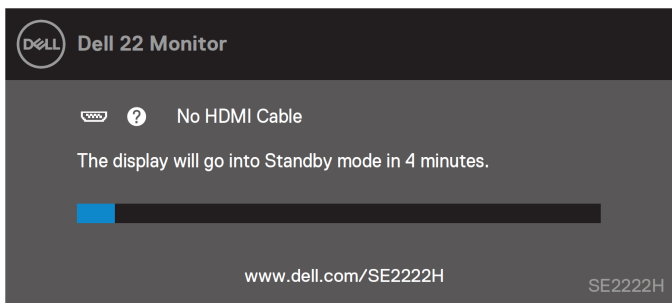 DELL
Dell 22 Monitor
? No HDMI Cable
The display will go into Standby mode in 4 minutes.
www.dell.com/SE2222H
SE2222H